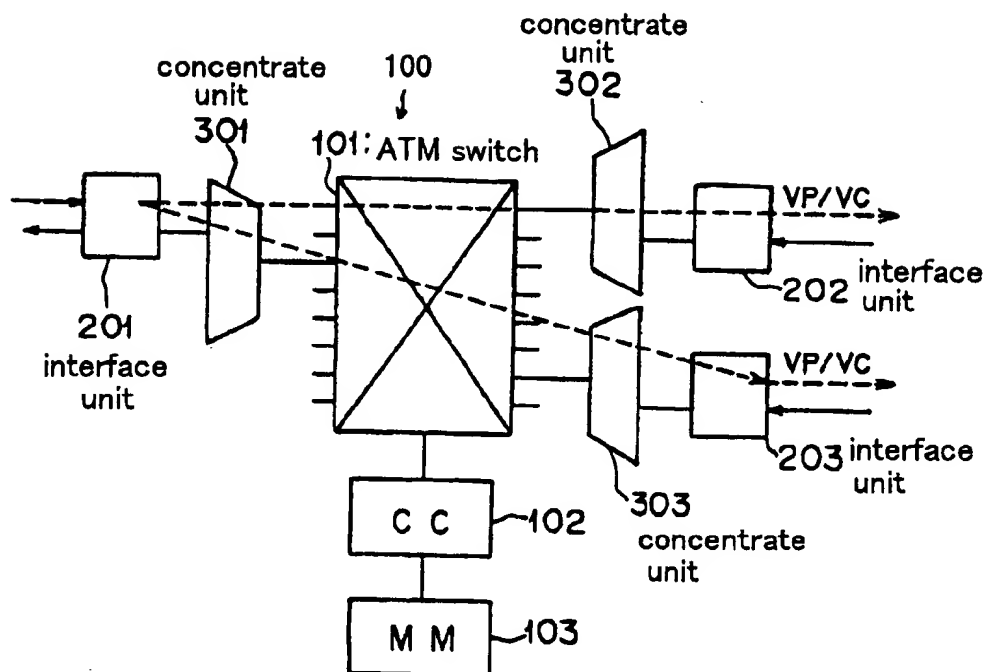 concentrate
unit
302
concentrate
unit
301
100
101: ATM switch
VP/VC
202 interface
unit
201
interface
unit
VP/VC
203 interface
unit
303
concentrate
unit
C C
102
M M
103